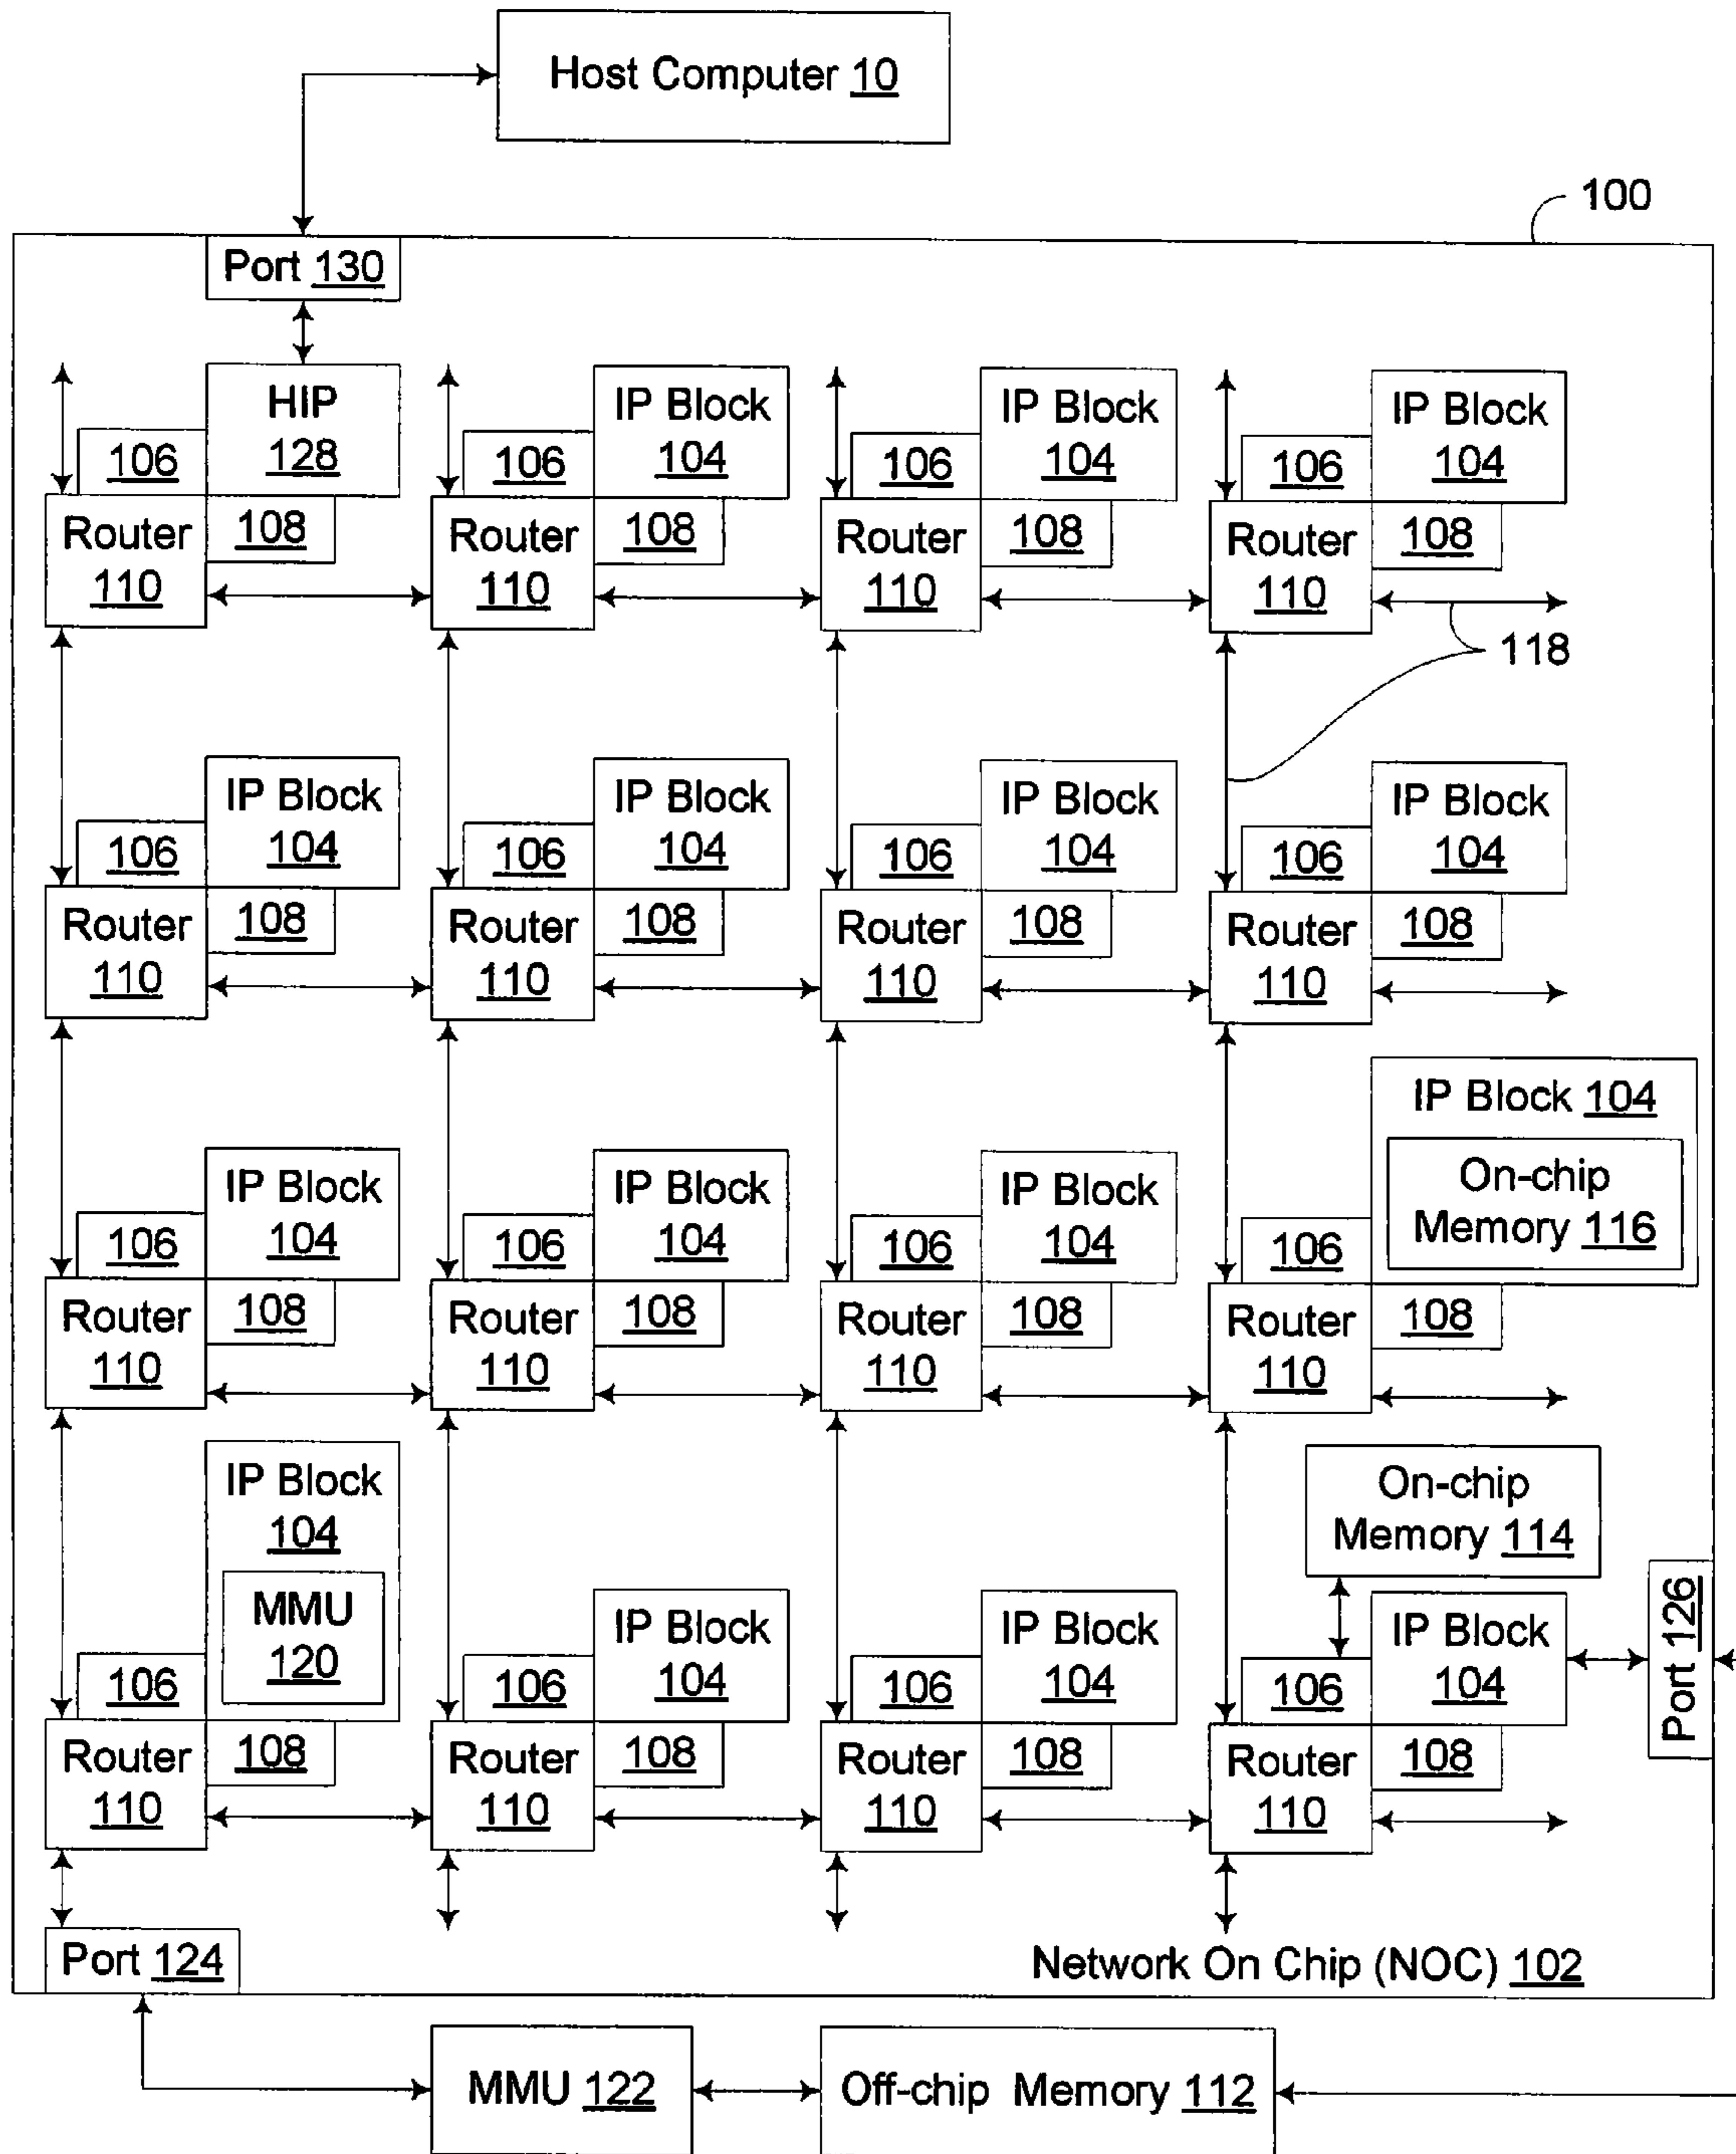 Host Computer 10
100
Port 130
HIP
128
106
Router
110
108
IP Block
104
106
Router
110
108
IP Block
104
106
Router
110
108
IP Block
104
106
Router
110
108
118
IP Block
104
106
Router
110
108
IP Block
104
106
Router
110
108
IP Block
104
106
Router
110
108
IP Block
104
106
Router
110
108
IP Block
104
106
Router
110
108
IP Block
104
106
Router
110
108
IP Block
104
106
Router
110
108
IP Block 104
On-chip
Memory 116
106
Router
110
108
IP Block
104
MMU
120
106
Router
110
108
IP Block
104
106
Router
110
108
IP Block
104
106
Router
110
108
On-chip
Memory 114
IP Block
104
106
Router
110
108
Port 126
Port 124
Network On Chip (NOC) 102
MMU 122
Off-chip Memory 112